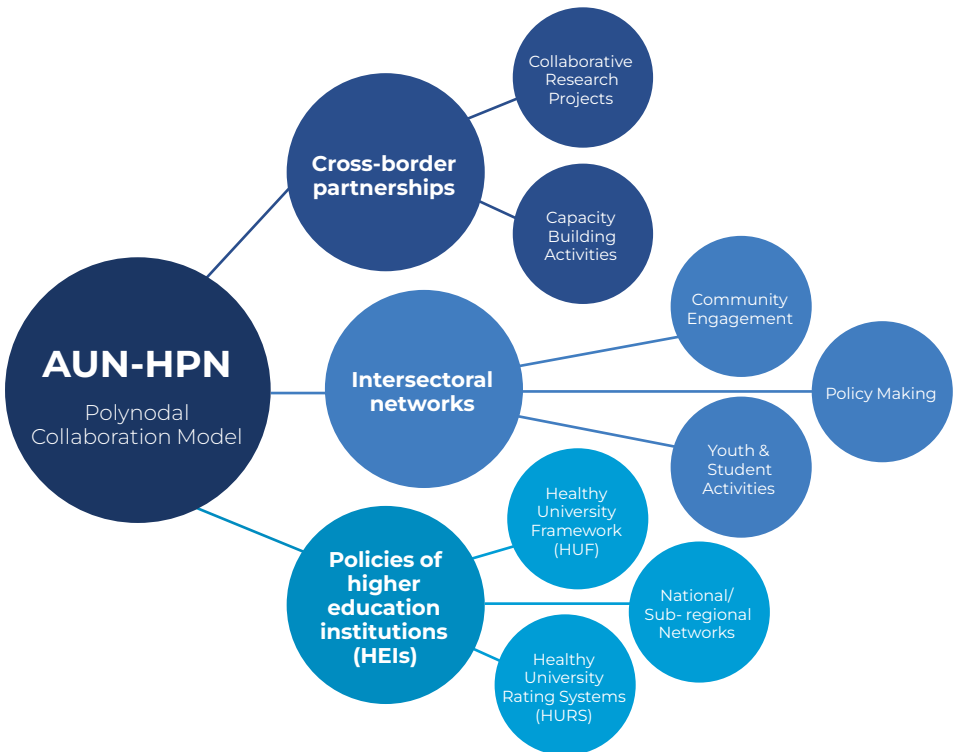 AUN-HPN
Polynodal
Collaboration Model
Cross-border
partnerships
Collaborative
Research
Projects
Capacity
Building
Activities
Intersectoral
networks
Community
Engagement
Policy Making
Youth &
Student
Activities
Policies of
higher
education
institutions
(HEIs)
Healthy
University
Framework
(HUF)
National/
Sub- regional
Networks
Healthy
University
Rating Systems
(HURS)